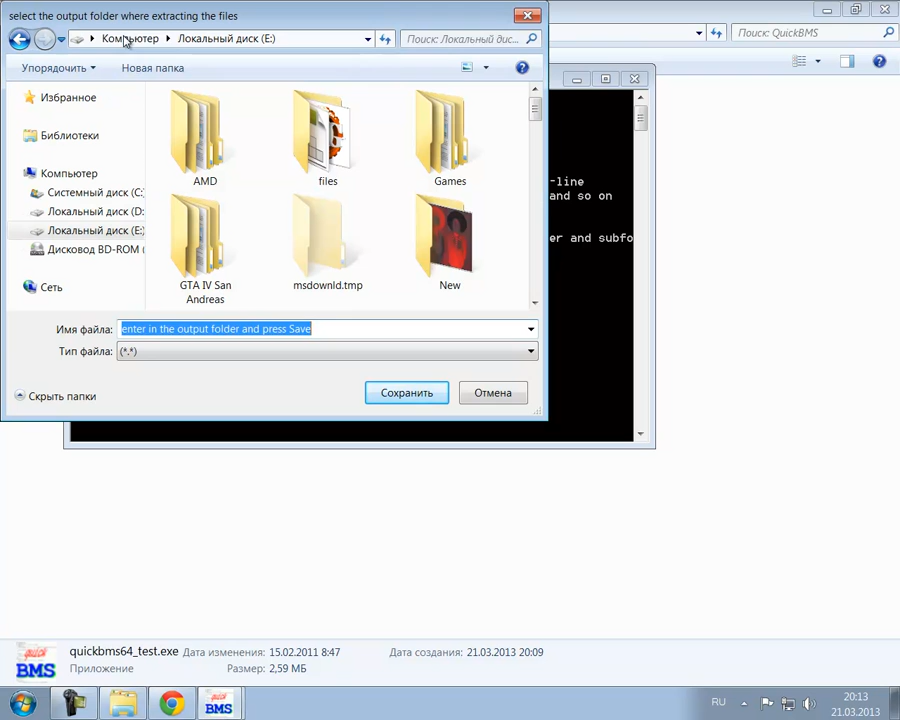 select the output folder where extracting the files
Компьютер
Локальный диск (E:)
Поиск: Локальный дис...
Поиск: QuickBMS
Упорядочить
Новая папка
Избранное
Библиотеки
Компьютер
Системный диск (C:
Локальный диск (D:
Локальный диск (E:
Дисковод BD-ROM (
Сеть
AMD
files
Games
GTA IV San
Andreas
msdownld.tmp
New
-line
and so on
er and subfo
Имя файла:
enter in the output folder and press Save
Тип файла:
(*.*)
Скрыть папки
Сохранить
Отмена
quickbms64_test.exe
Дата изменения: 15.02.2011 8:47
Дата создания: 21.03.2013 20:09
Приложение
Размер: 2,59 МБ
quick
BMS
quick
BMS
RU
20:13
21.03.2013